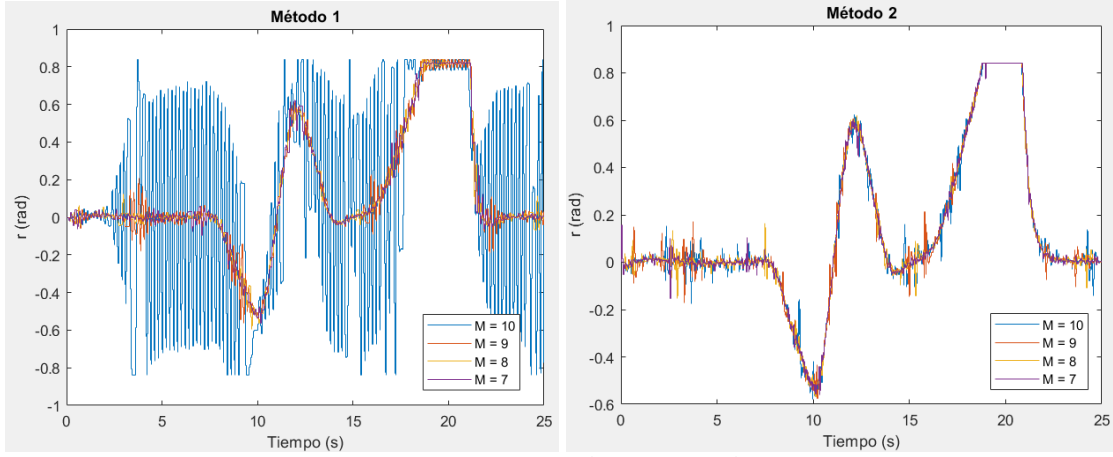 Método 1
1
0.8
0.6
0.4
0.2
0
-0.2
-0.4
-0.6
-0.8
-1
r (rad)
0 5 10 15 20 25
Tiempo (s)
M = 10
M = 9
M = 8
M = 7
Método 2
1
0.8
0.6
0.4
0.2
0
-0.2
-0.4
-0.6
r (rad)
0 5 10 15 20 25
Tiempo (s)
M = 10
M = 9
M = 8
M = 7